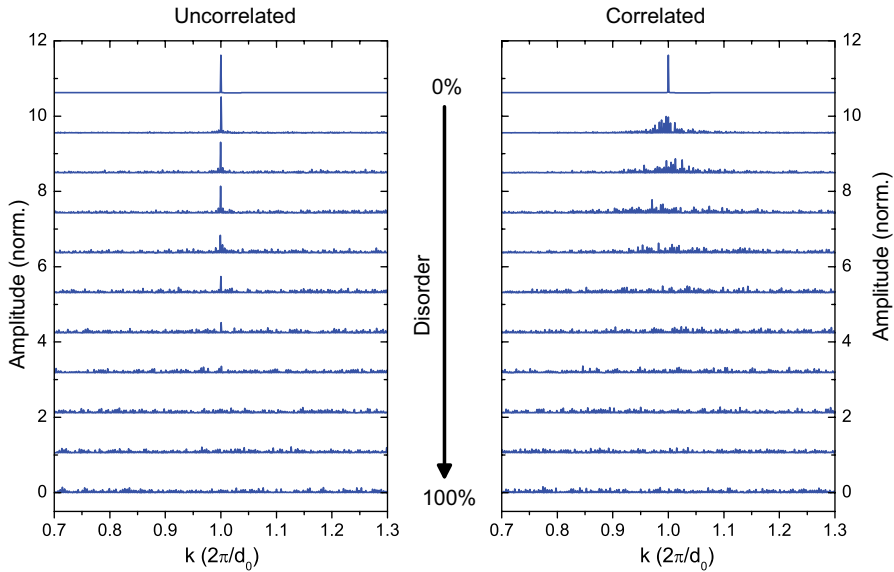 Uncorrelated
Correlated
12
10
8
6
4
2
0
Amplitude (norm.)
0.7 0.8 0.9 1.0 1.1 1.2 1.3
k (2π/d₀)
0%
Disorder
100%
12
10
8
6
4
2
0
Amplitude (norm.)
0.7 0.8 0.9 1.0 1.1 1.2 1.3
k (2π/d₀)